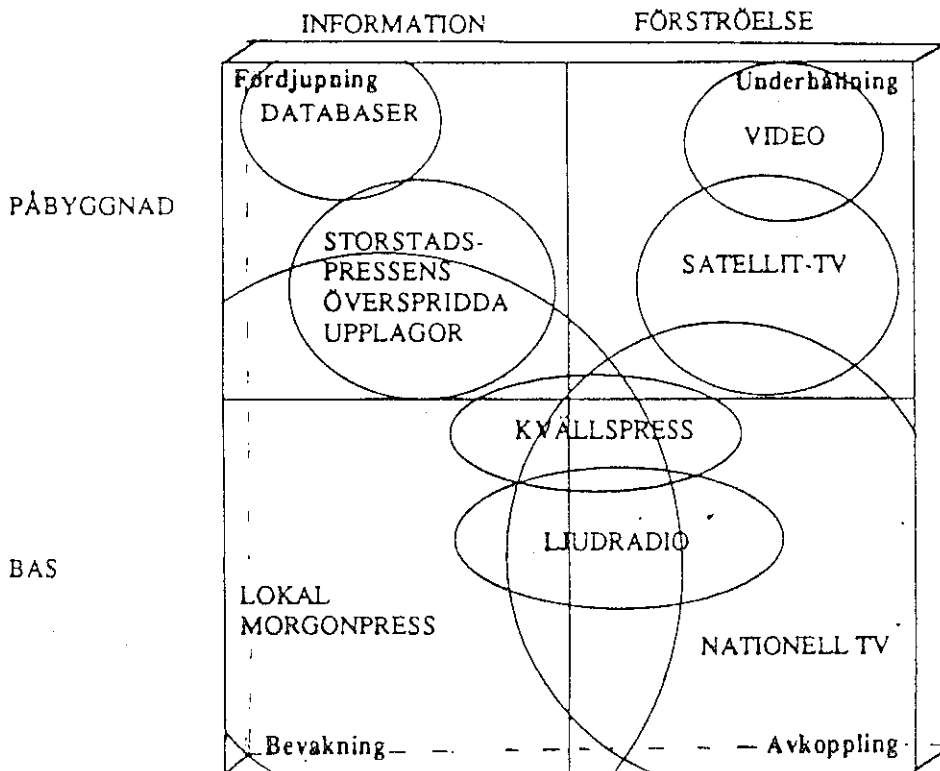 INFORMATION
FÖRSTRÖELSE
Fördjupning
Underhållning
DATABASER
VIDEO
PÅBYGGNAD
STORSTADS-
PRESSENS
ÖVERSPRIDDA
UPPLAGOR
SATELLIT-TV
KVÄLLSPRESS
LJUDRADIO
BAS
LOKAL
MORGONPRESS
NATIONELL TV
Bevakning
Avkoppling